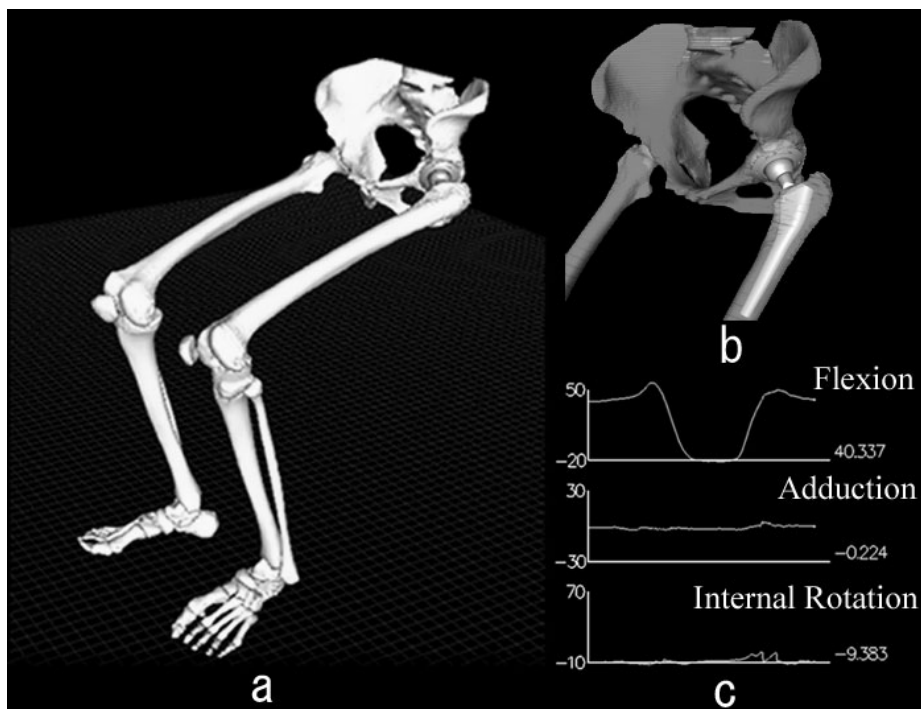 b
Flexion
50
-20
40.337
Adduction
30
-30
-0.224
Internal Rotation
70
-10
-9.383
a
c